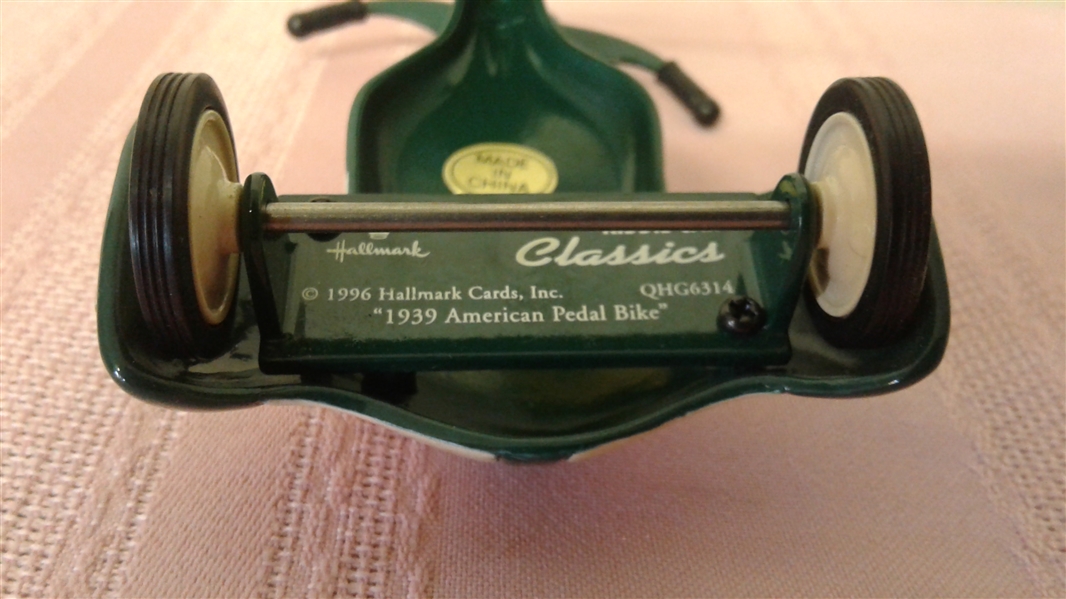 MADE
IN
CHINA
Hallmark
Classics
© 1996 Hallmark Cards, Inc. QHG6314
"1939 American Pedal Bike"